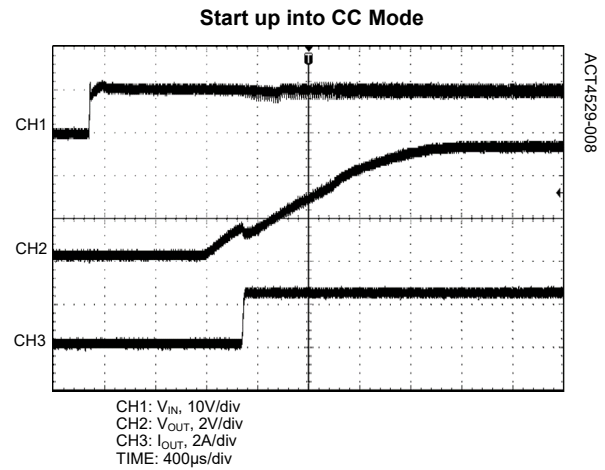 Start up into CC Mode
ACT4529-008
CH1
CH2
CH3
CH1: VIN, 10V/div
CH2: VOUT, 2V/div
CH3: IOUT, 2A/div
TIME: 400µs/div